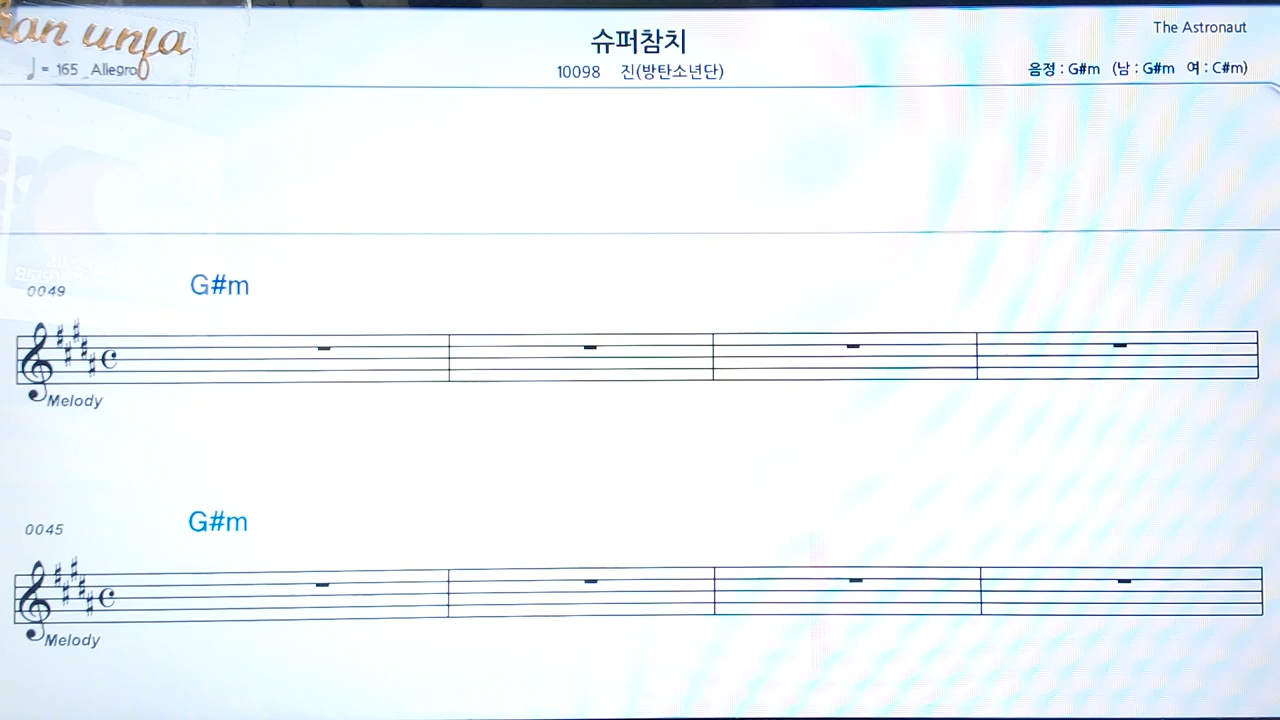 슈퍼참치
The Astronaut
♩ = 165 Allegro
10098 진(방탄소년단)
음정 : G#m (남 : G#m 여 : C#m)
G#m
0049
Melody
G#m
0045
Melody